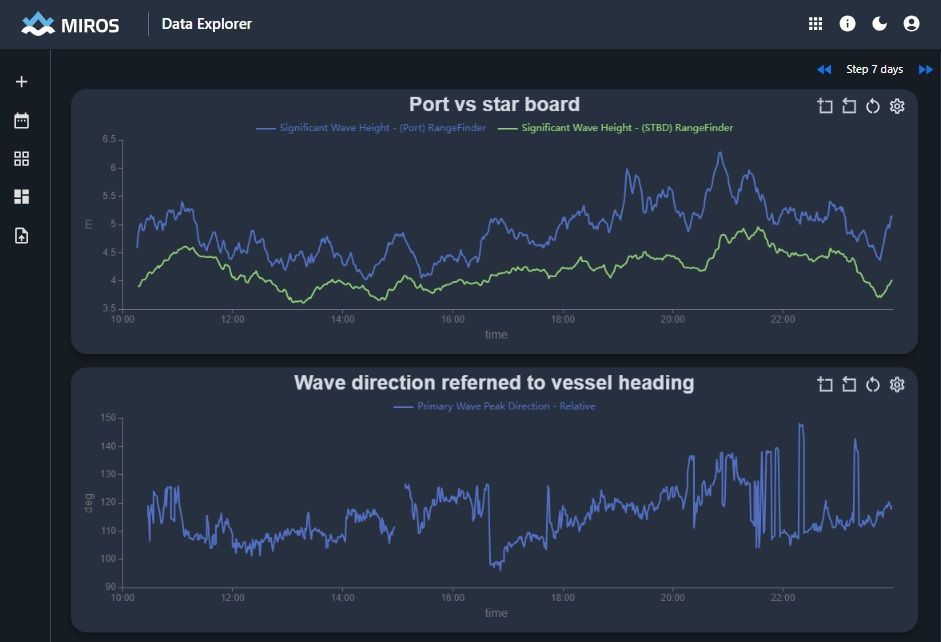 MIROS
Data Explorer
Step 7 days
Port vs star board
Significant Wave Height - (Port) RangeFinder
Significant Wave Height - (STBD) RangeFinder
6.5
6
5.5
5
4.5
4
3.5
m
10:00 12:00 14:00 16:00 18:00 20:00 22:00
time
Wave direction referred to vessel heading
Primary Wave Peak Direction - Relative
150
140
130
120
110
100
90
deg
10:00 12:00 14:00 16:00 18:00 20:00 22:00
time